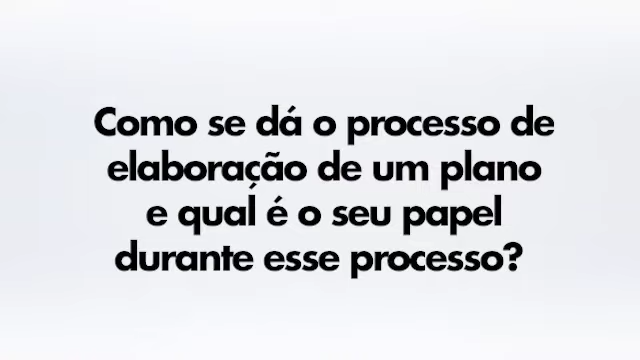 Como se dá o processo de
elaboração de um plano
e qual é o seu papel
durante esse processo?